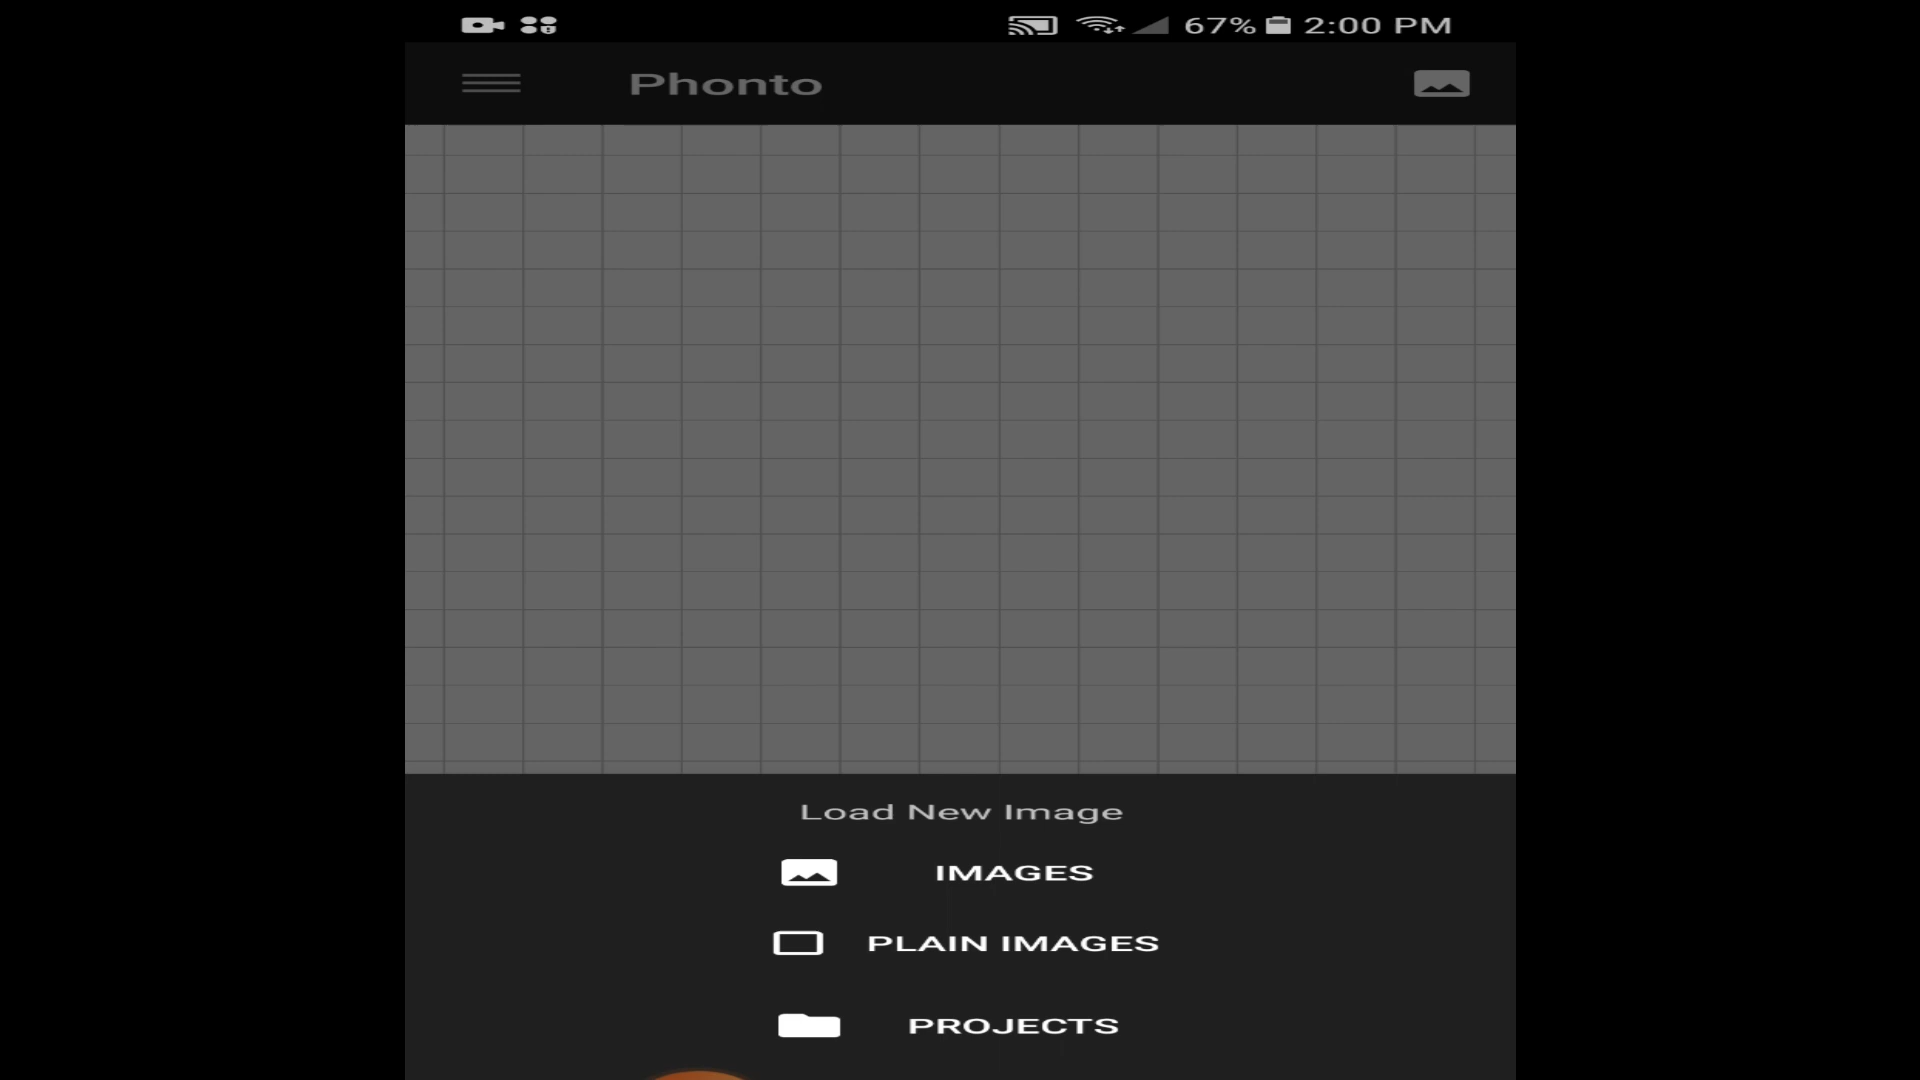 67% 2:00 PM
Phonto
Load New Image
IMAGES
PLAIN IMAGES
PROJECTS